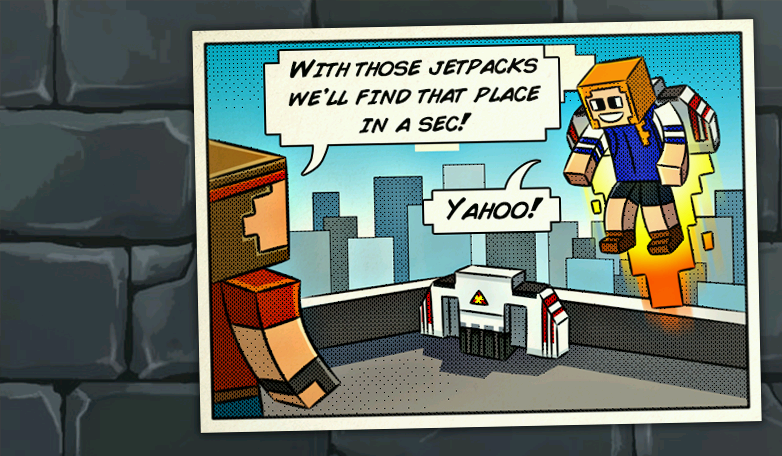 WITH THOSE JETPACKS
WE'LL FIND THAT PLACE
IN A SEC!
YAHOO!